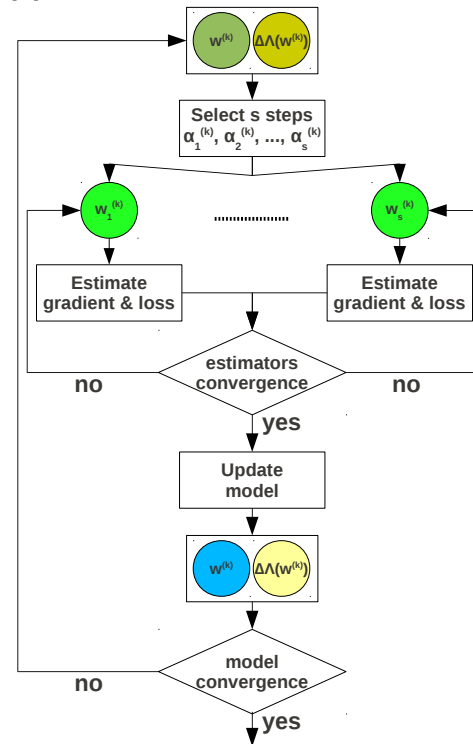 w(k) ΔΛ(w(k))
Select s steps
α1(k), α2(k), ..., αs(k)
w1(k) ws(k)
Estimate
gradient & loss
Estimate
gradient & loss
estimators
convergence
no
no
yes
Update
model
w(k) ΔΛ(w(k))
model
convergence
no
yes